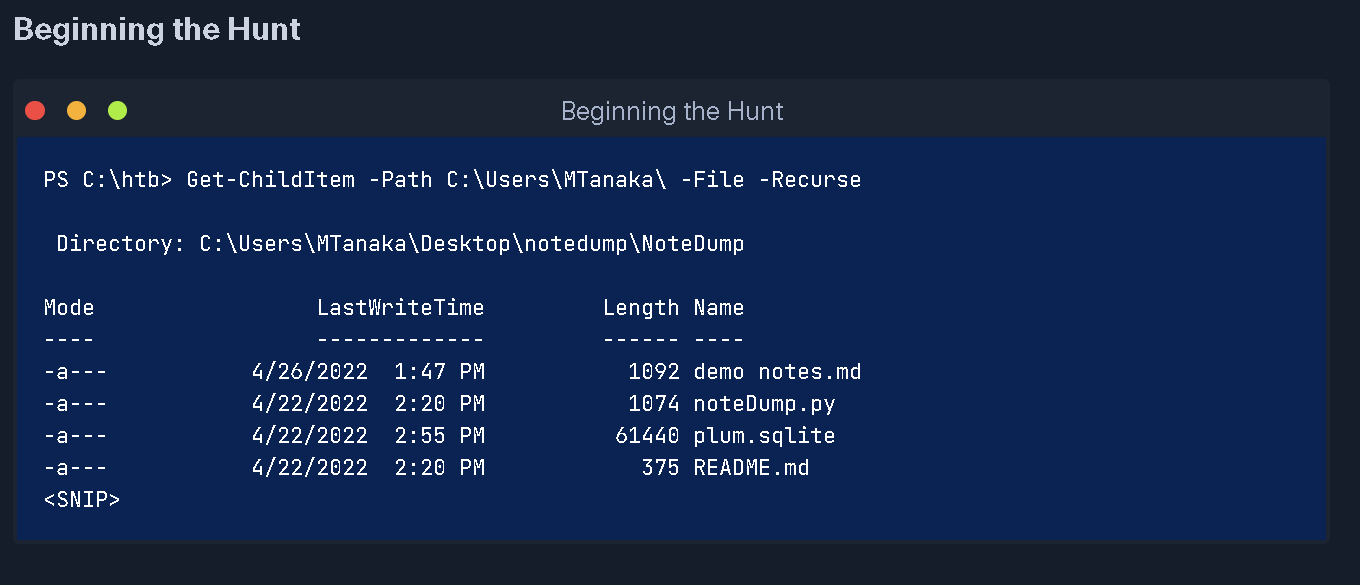 Beginning the Hunt
Beginning the Hunt
PS C:\htb> Get-ChildItem -Path C:\Users\MTanaka\ -File -Recurse
Directory: C:\Users\MTanaka\Desktop\notedump\NoteDump
Mode                 LastWriteTime         Length Name
----                 -------------         ------ ----
-a---            4/26/2022  1:47 PM           1092 demo notes.md
-a---            4/22/2022  2:20 PM           1074 noteDump.py
-a---            4/22/2022  2:55 PM          61440 plum.sqlite
-a---            4/22/2022  2:20 PM            375 README.md
<SNIP>